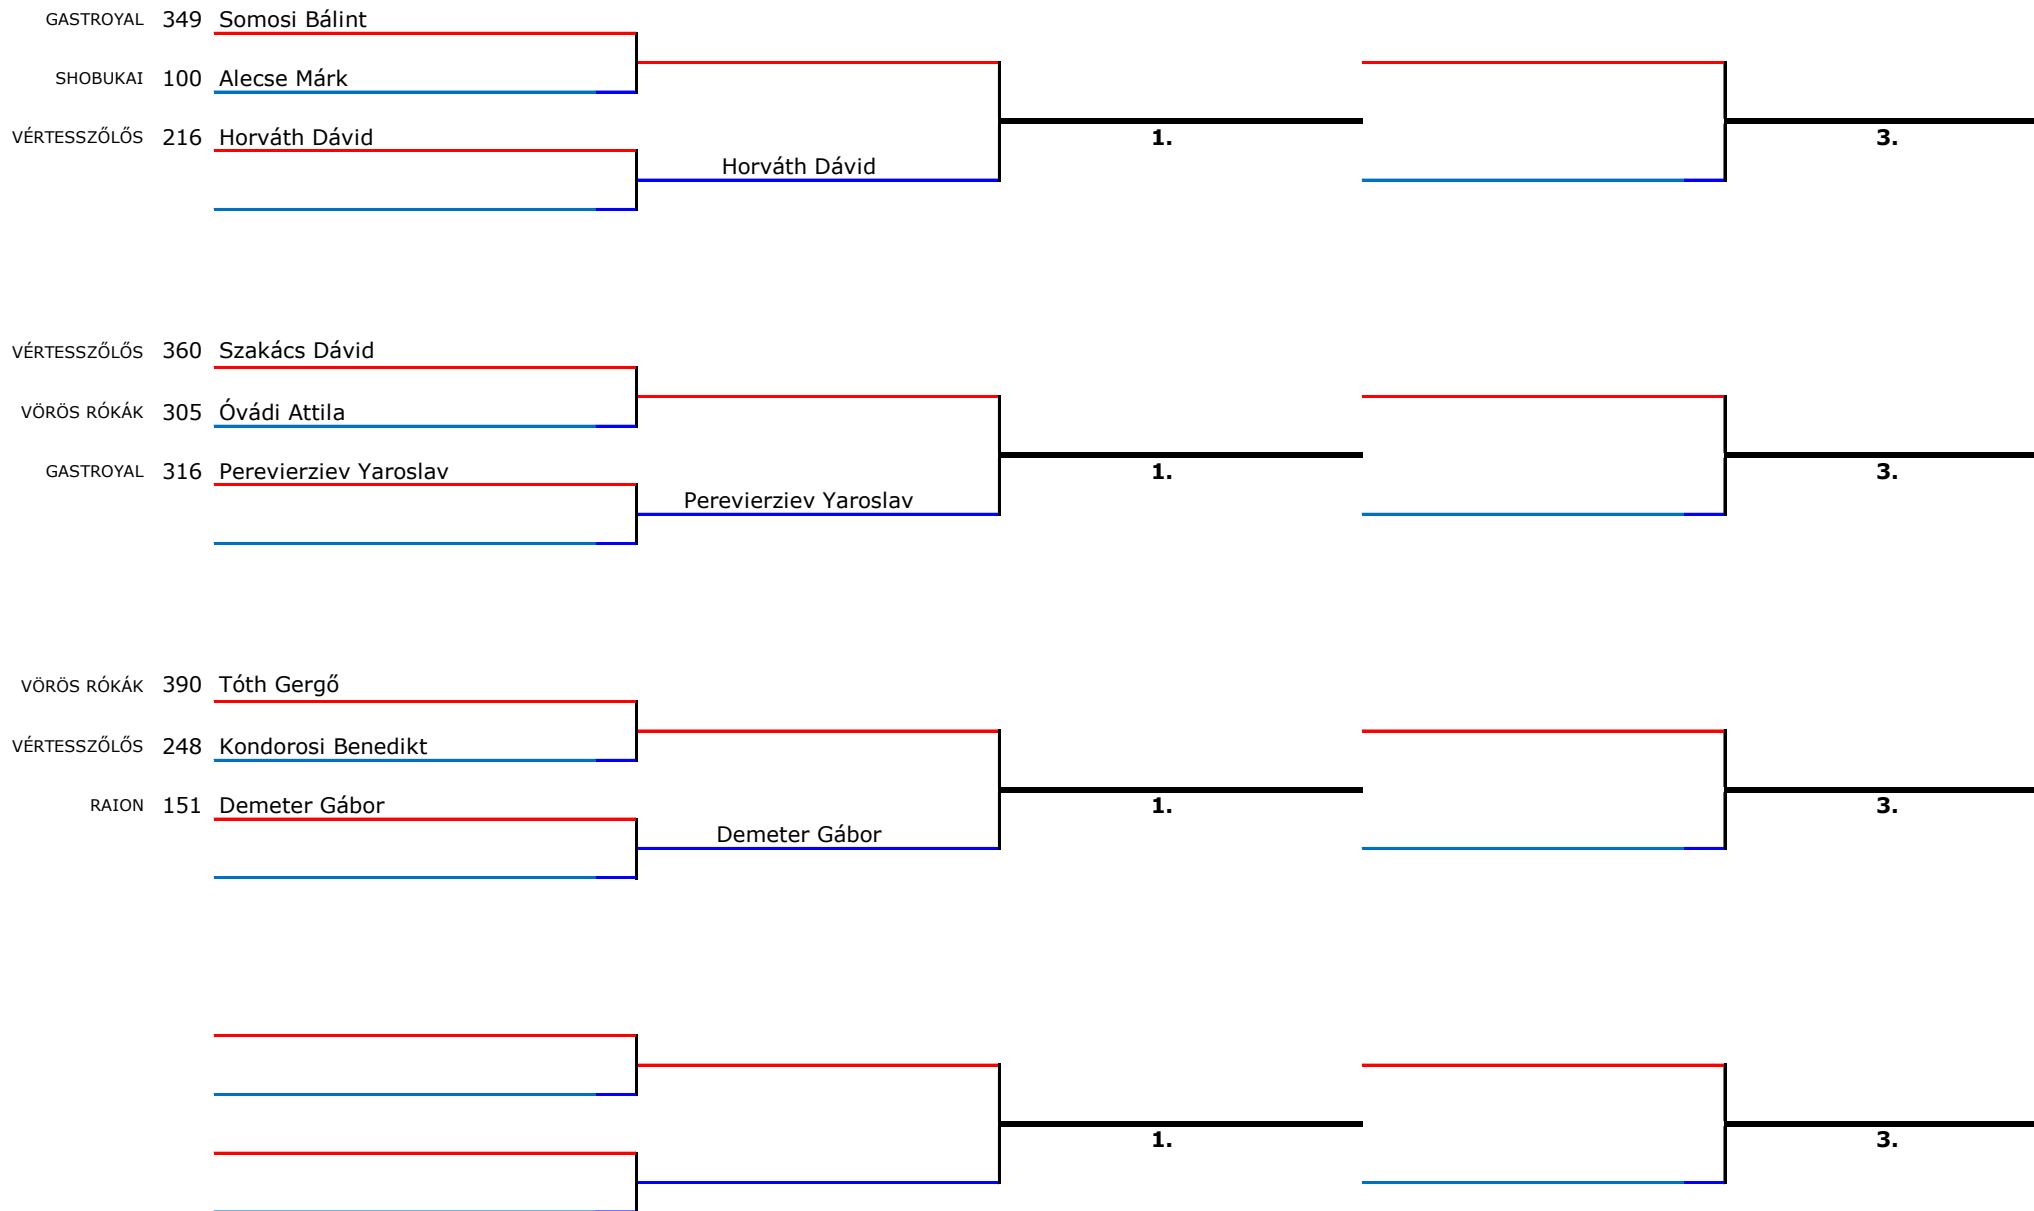 GASTROYAL 349 Somosi Bálint
SHOBUKAI 100 Alecse Márk
VÉRTESSZŐLŐS 216 Horváth Dávid
1.
3.
Horváth Dávid
VÉRTESSZŐLŐS 360 Szakács Dávid
VÖRÖS RÓKÁK 305 Óvádi Attila
GASTROYAL 316 Perevierziev Yaroslav
1.
3.
Perevierziev Yaroslav
VÖRÖS RÓKÁK 390 Tóth Gergő
VÉRTESSZŐLŐS 248 Kondorosi Benedikt
RAION 151 Demeter Gábor
1.
3.
Demeter Gábor
1.
3.